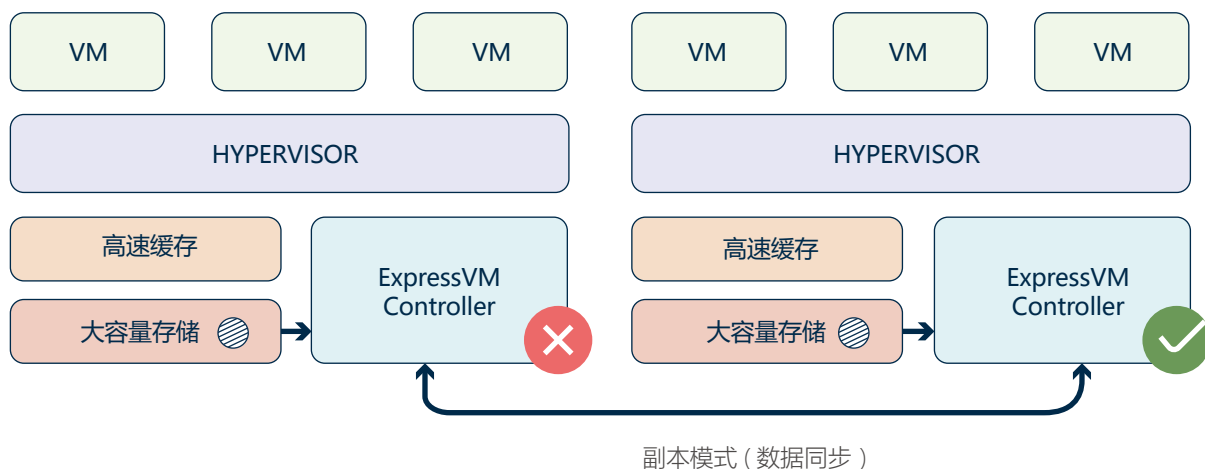 VM VM VM VM VM VM
HYPERVISOR HYPERVISOR
高速缓存 高速缓存
ExpressVM
Controller
ExpressVM
Controller
大容量存储 大容量存储
副本模式 ( 数据同步 )